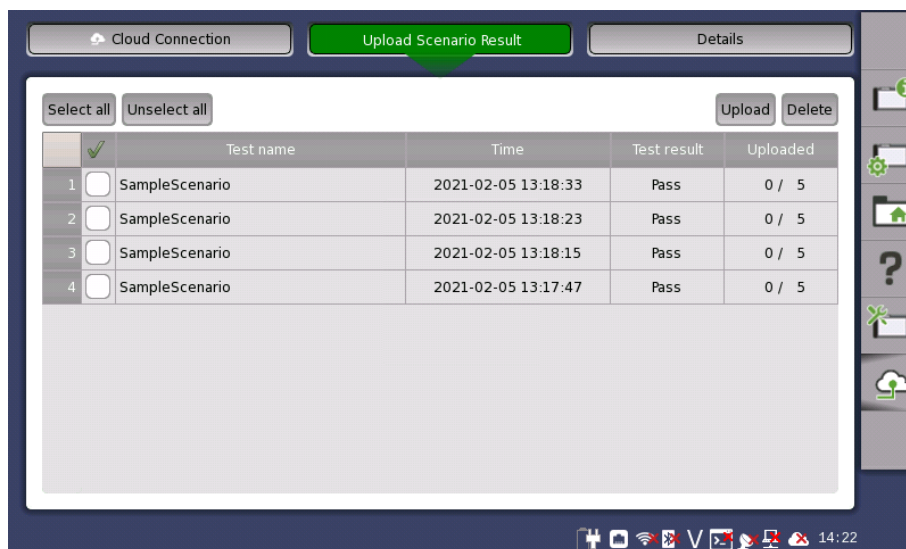 Cloud Connection Upload Scenario Result Details
Select all Unselect all Upload Delete
Test name Time Test result Uploaded
1 SampleScenario 2021-02-05 13:18:33 Pass 0 / 5
2 SampleScenario 2021-02-05 13:18:23 Pass 0 / 5
3 SampleScenario 2021-02-05 13:18:15 Pass 0 / 5
4 SampleScenario 2021-02-05 13:17:47 Pass 0 / 5
V 14:22